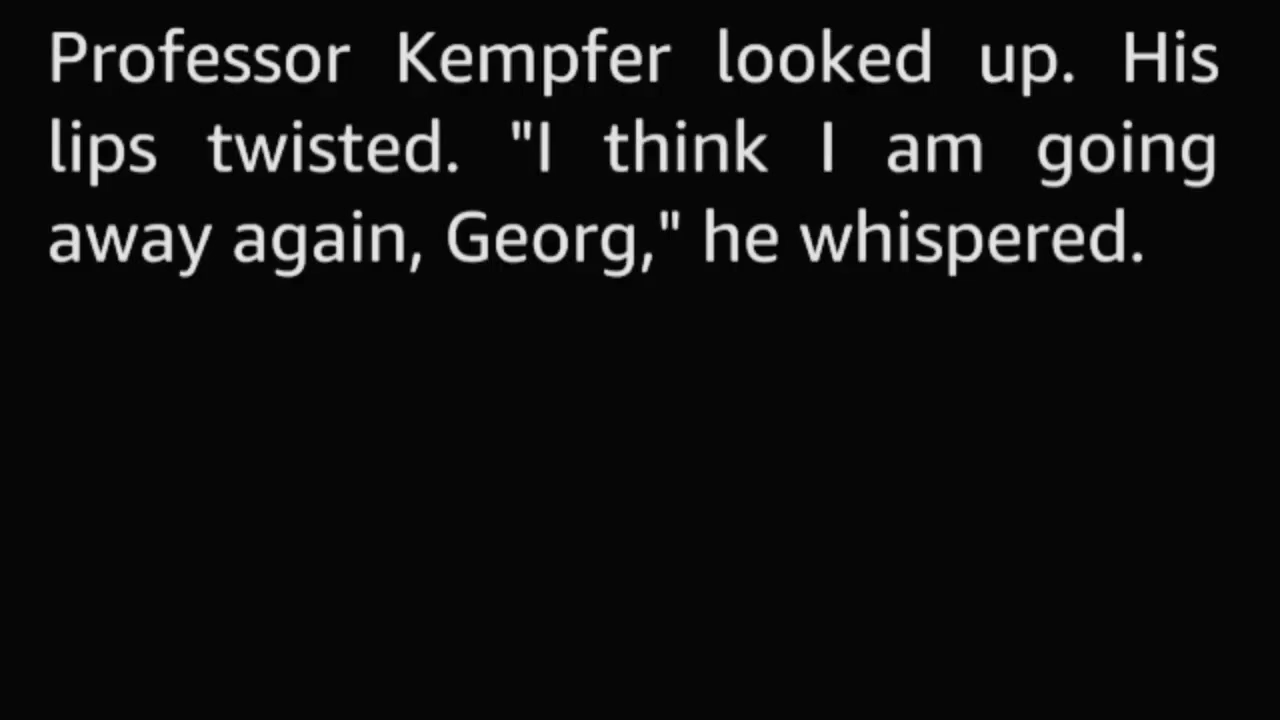 Professor Kempfer looked up. His
lips twisted. "I think I am going
away again, Georg," he whispered.